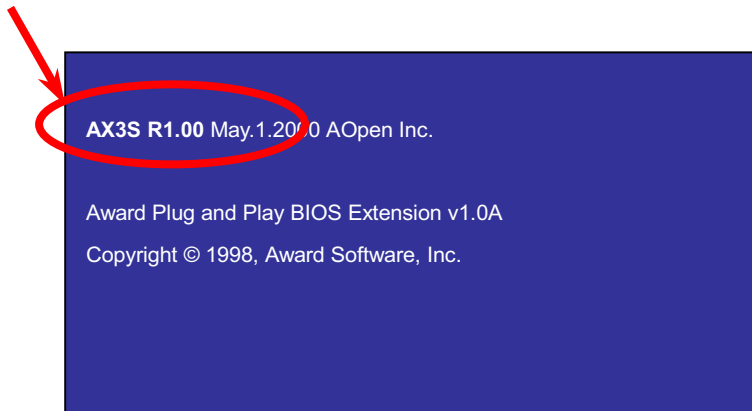 AX3S R1.00 May.1.2000 AOpen Inc.
Award Plug and Play BIOS Extension v1.0A
Copyright © 1998, Award Software, Inc.